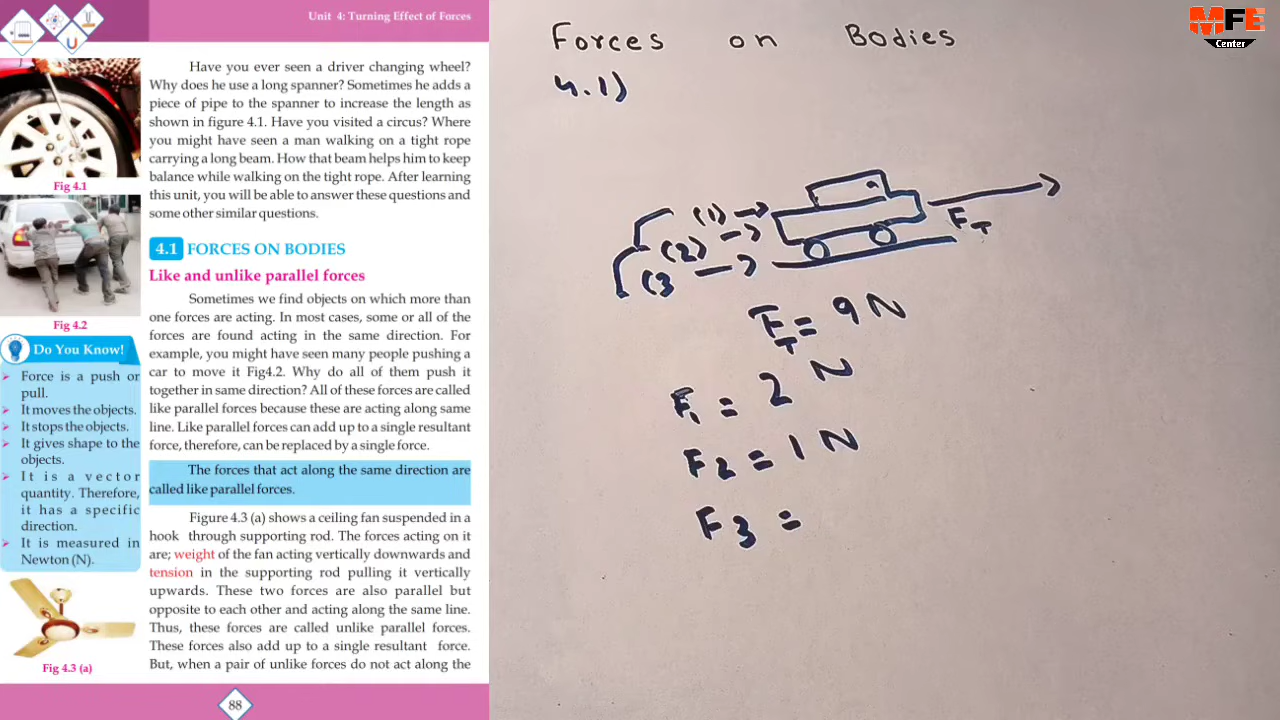 Unit 4: Turning Effect of Forces
Have you ever seen a driver changing wheel?
Why does he use a long spanner? Sometimes he adds a
piece of pipe to the spanner to increase the length as
shown in figure 4.1. Have you visited a circus? Where
you might have seen a man walking on a tight rope
carrying a long beam. How that beam helps him to keep
balance while walking on the tight rope. After learning
this unit, you will be able to answer these questions and
some other similar questions.
Fig 4.1
4.1 FORCES ON BODIES
Like and unlike parallel forces
Sometimes we find objects on which more than
one forces are acting. In most cases, some or all of the
forces are found acting in the same direction. For
example, you might have seen many people pushing a
car to move it Fig4.2. Why do all of them push it
together in same direction? All of these forces are called
like parallel forces because these are acting along same
line. Like parallel forces can add up to a single resultant
force, therefore, can be replaced by a single force.
The forces that act along the same direction are
called like parallel forces.
Figure 4.3 (a) shows a ceiling fan suspended in a
hook through supporting rod. The forces acting on it
are; weight of the fan acting vertically downwards and
tension in the supporting rod pulling it vertically
upwards. These two forces are also parallel but
opposite to each other and acting along the same line.
Thus, these forces are called unlike parallel forces.
These forces also add up to a single resultant force.
But, when a pair of unlike forces do not act along the
Fig 4.2
Do You Know!
Force is a push or
pull.
It moves the objects.
It stops the objects.
It gives shape to the
objects.
It is a vector
quantity. Therefore,
it has a specific
direction.
It is measured in
Newton (N).
Fig 4.3 (a)
88
Forces on Bodies
4.1)
(1)
(2)
(3
FT
FT = 9 N
F1 = 2 N
F2 = 1 N
F3 =
MFE
Center